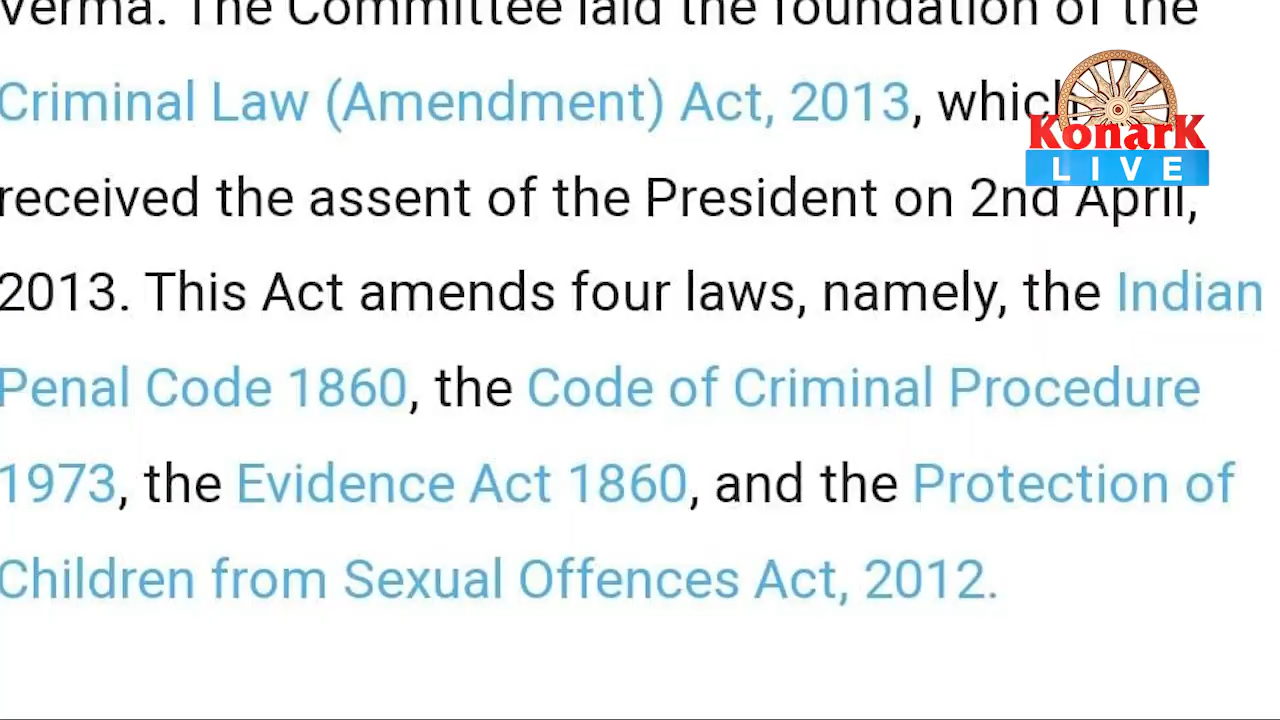 Verma. The Committee laid the foundation of the
Criminal Law (Amendment) Act, 2013, which
KonarK
LIVE
received the assent of the President on 2nd April,
2013. This Act amends four laws, namely, the Indian
Penal Code 1860, the Code of Criminal Procedure
1973, the Evidence Act 1860, and the Protection of
Children from Sexual Offences Act, 2012.